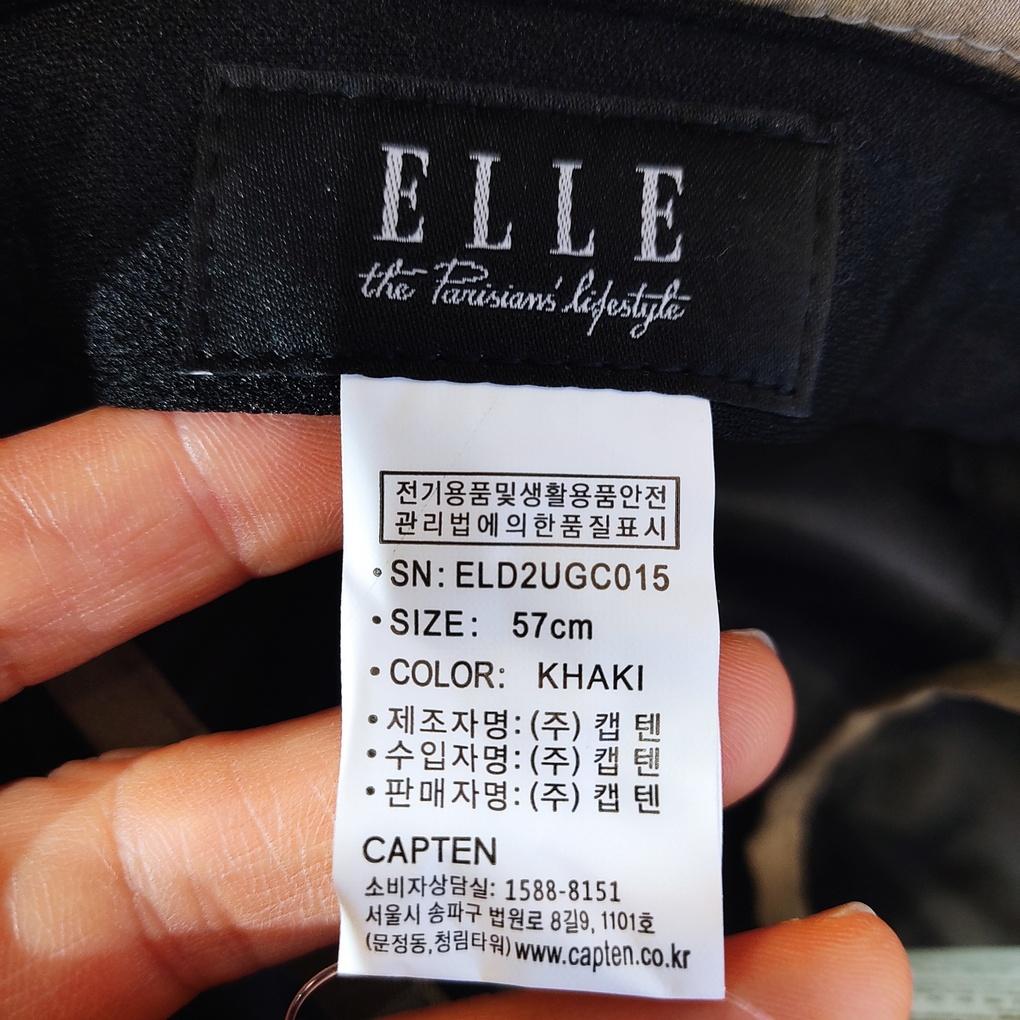 ELLE
the Parisians' lifestyle
전기용품및생활용품안전
관리법에의한품질표시
•SN: ELD2UGC015
•SIZE: 57cm
•COLOR: KHAKI
•제조자명: (주) 캡텐
•수입자명: (주) 캡텐
•판매자명: (주) 캡텐
CAPTEN
소비자상담실: 1588-8151
서울시 송파구 법원로 8길9, 1101호
(문정동,청림타워) www.capten.co.kr